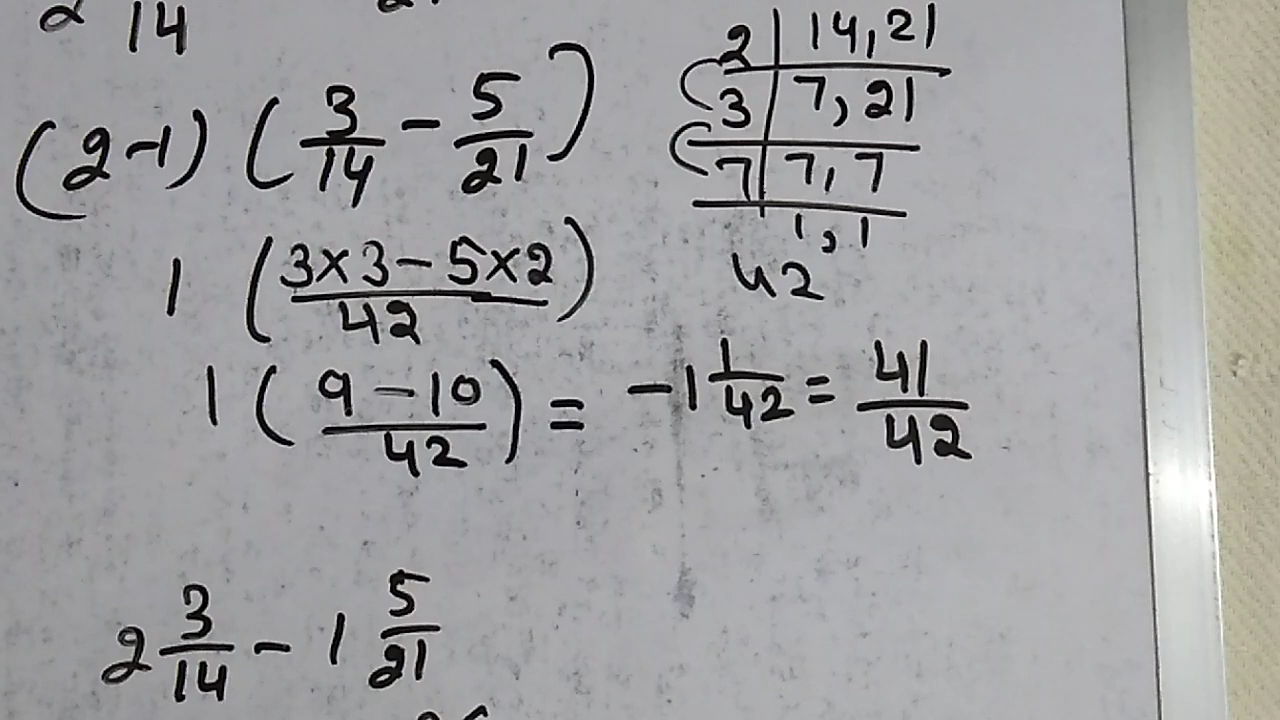 2 3/14
(2-1) (3/14 - 5/21)
1 (3×3-5×2/42)
1 (9-10/42) = -1 1/42 = 41/42
2 | 14, 21
3 | 7, 21
7 | 7, 7
1, 1
42
2 3/14 - 1 5/21